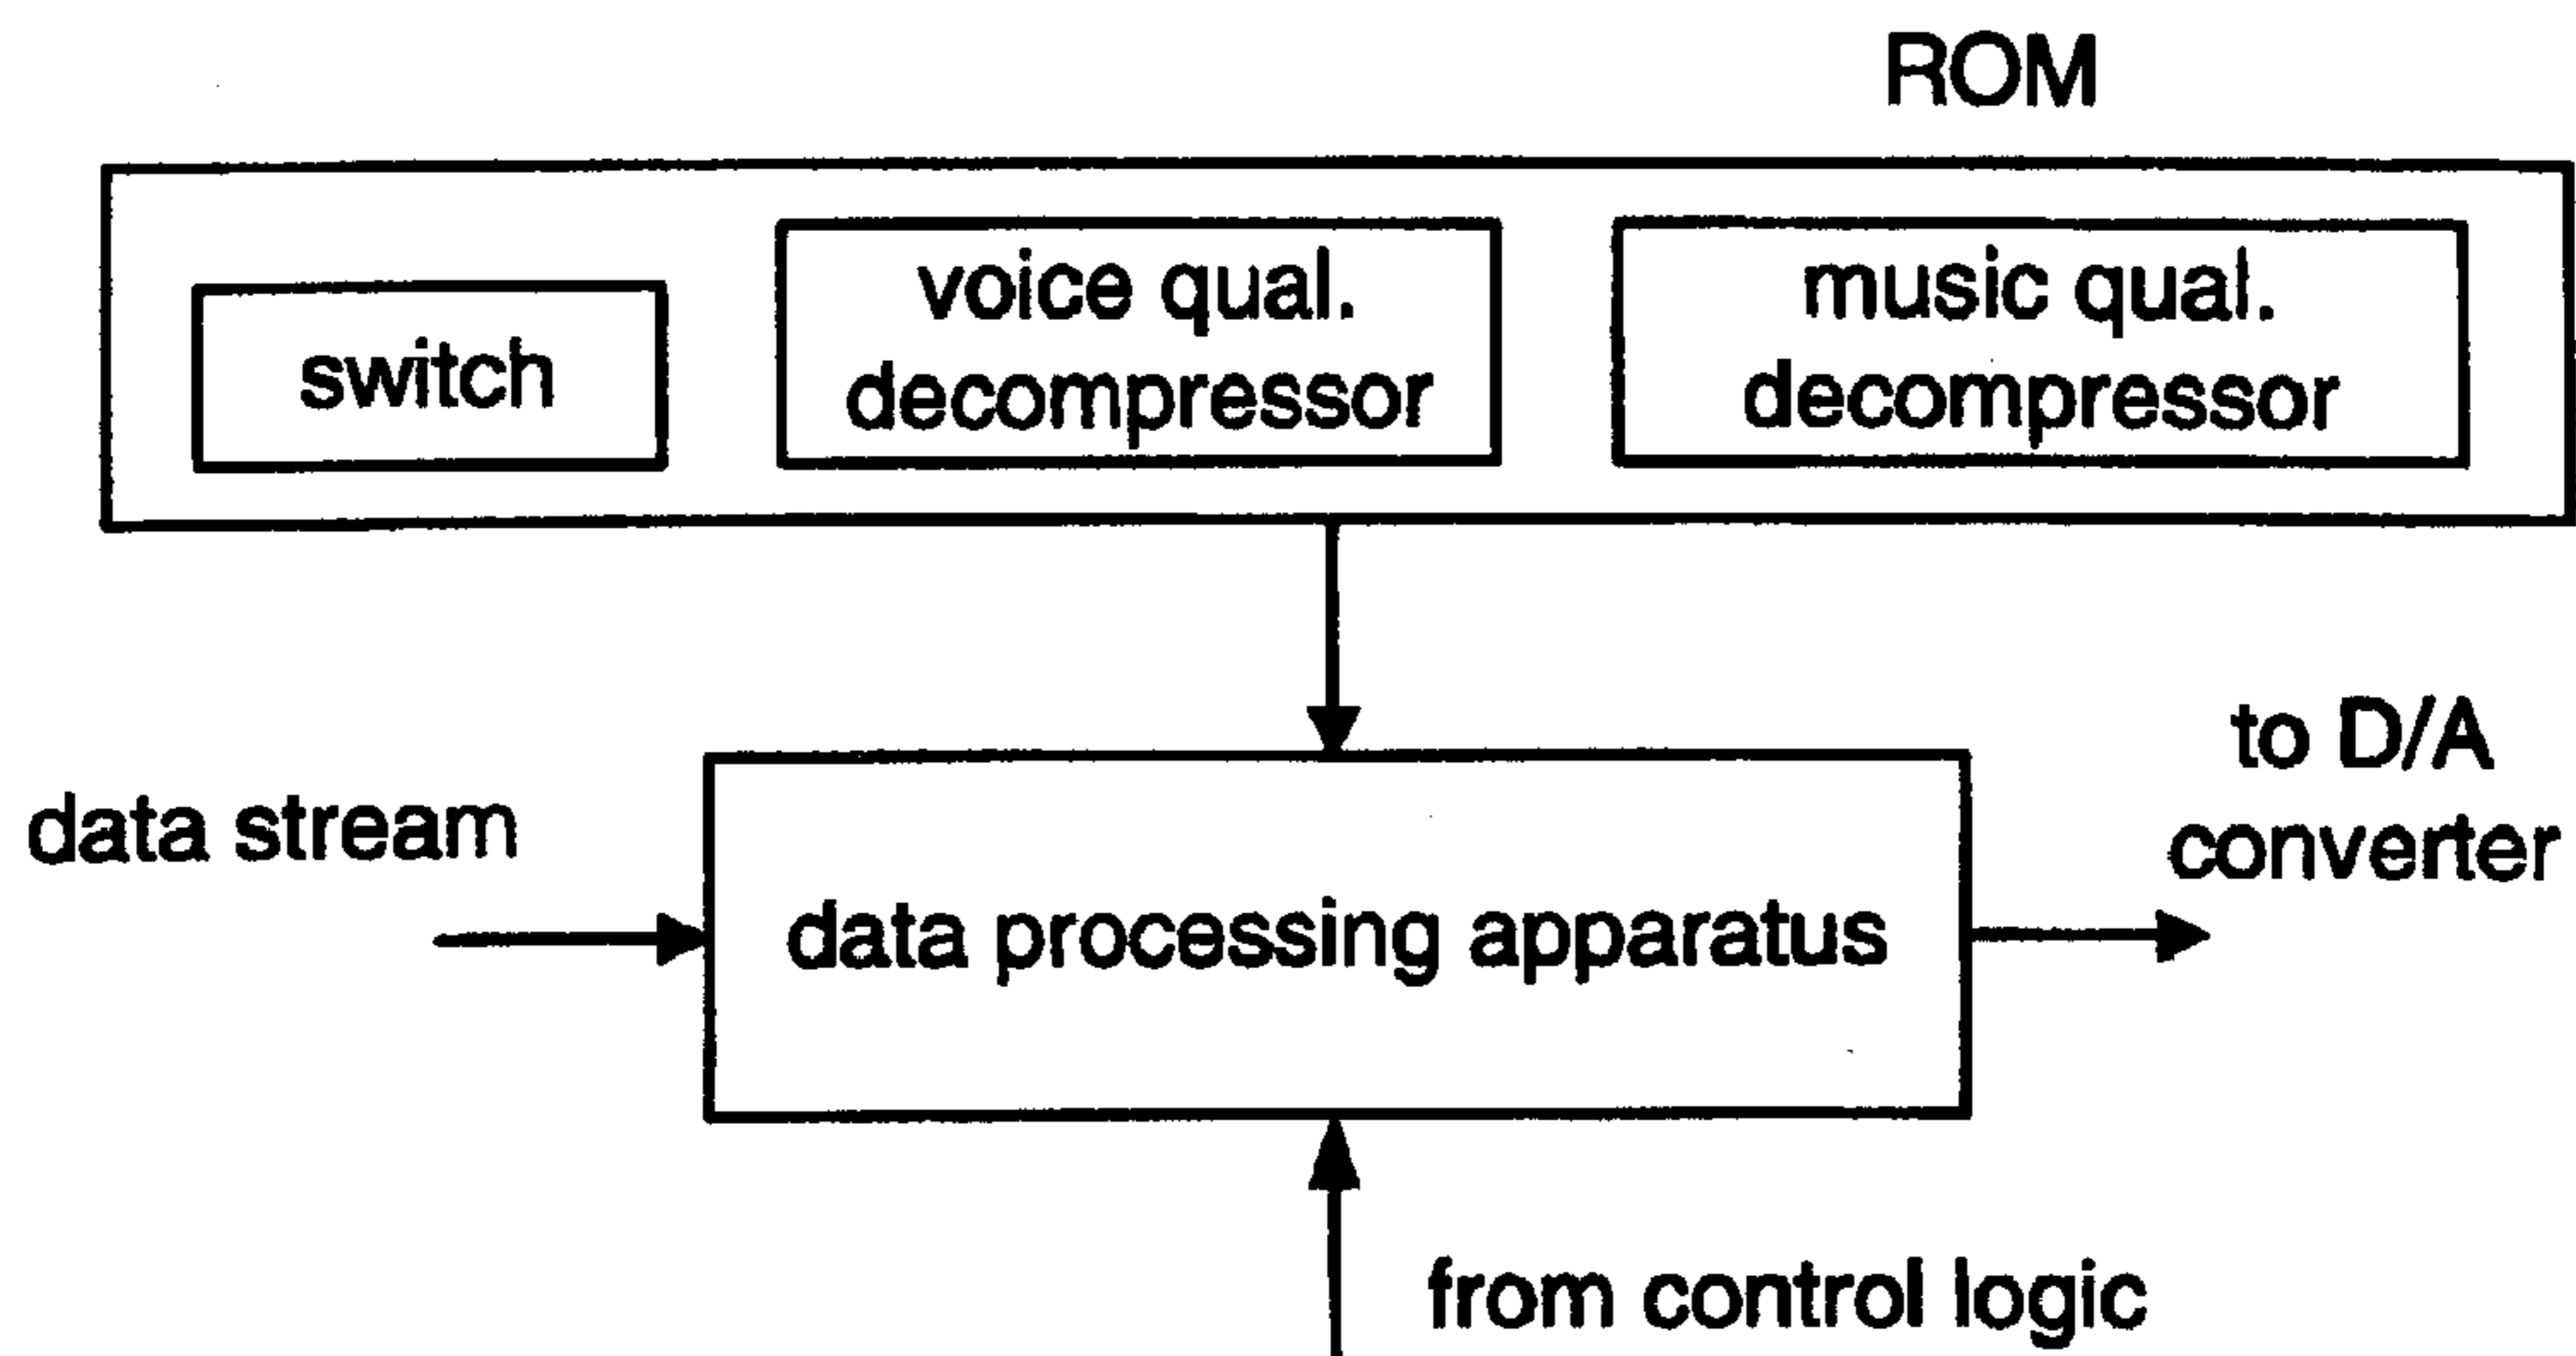 ROM
switch
voice qual.
decompressor
music qual.
decompressor
data stream
data processing apparatus
to D/A
converter
from control logic